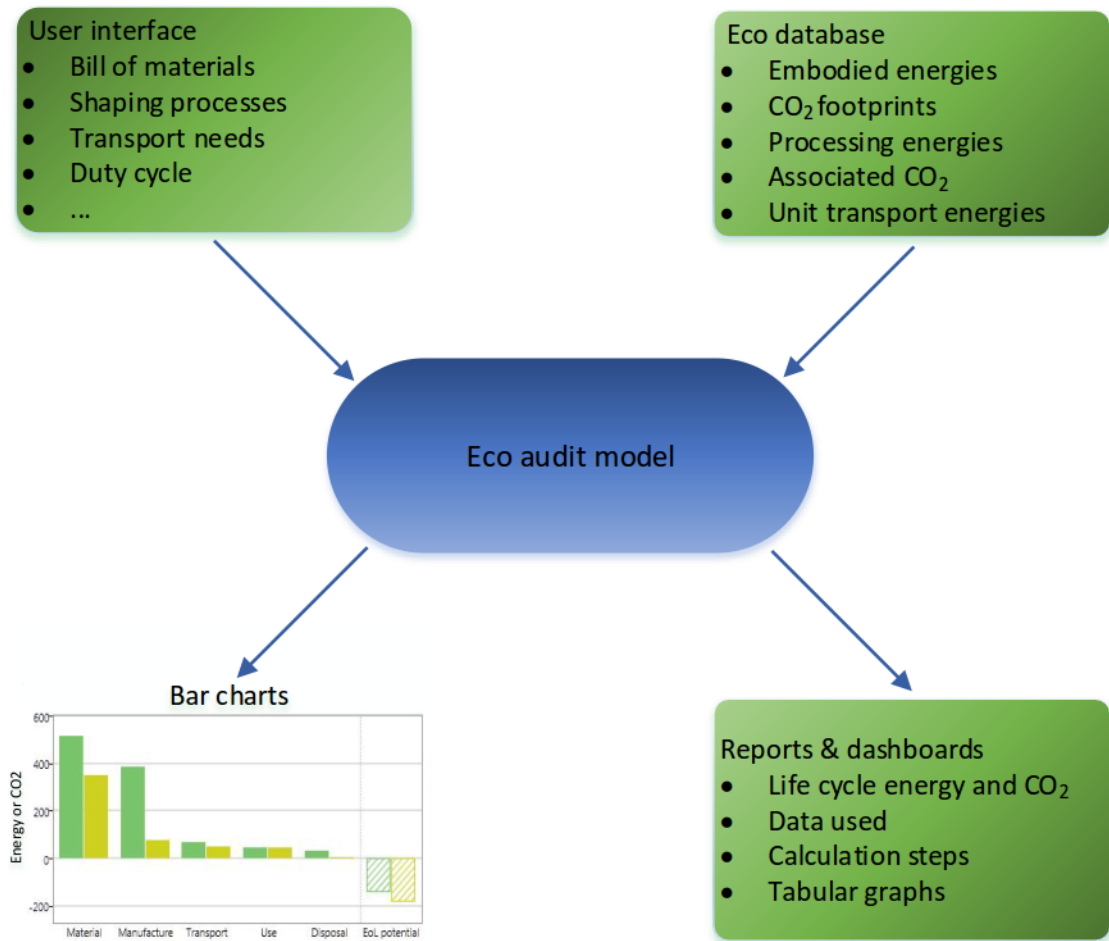 User interface
• Bill of materials
• Shaping processes
• Transport needs
• Duty cycle
• ...
Eco database
• Embodied energies
• CO₂ footprints
• Processing energies
• Associated CO₂
• Unit transport energies
Eco audit model
Bar charts
Energy or CO2
600
400
200
0
-200
Material Manufacture Transport Use Disposal EoL potential
Reports & dashboards
• Life cycle energy and CO₂
• Data used
• Calculation steps
• Tabular graphs